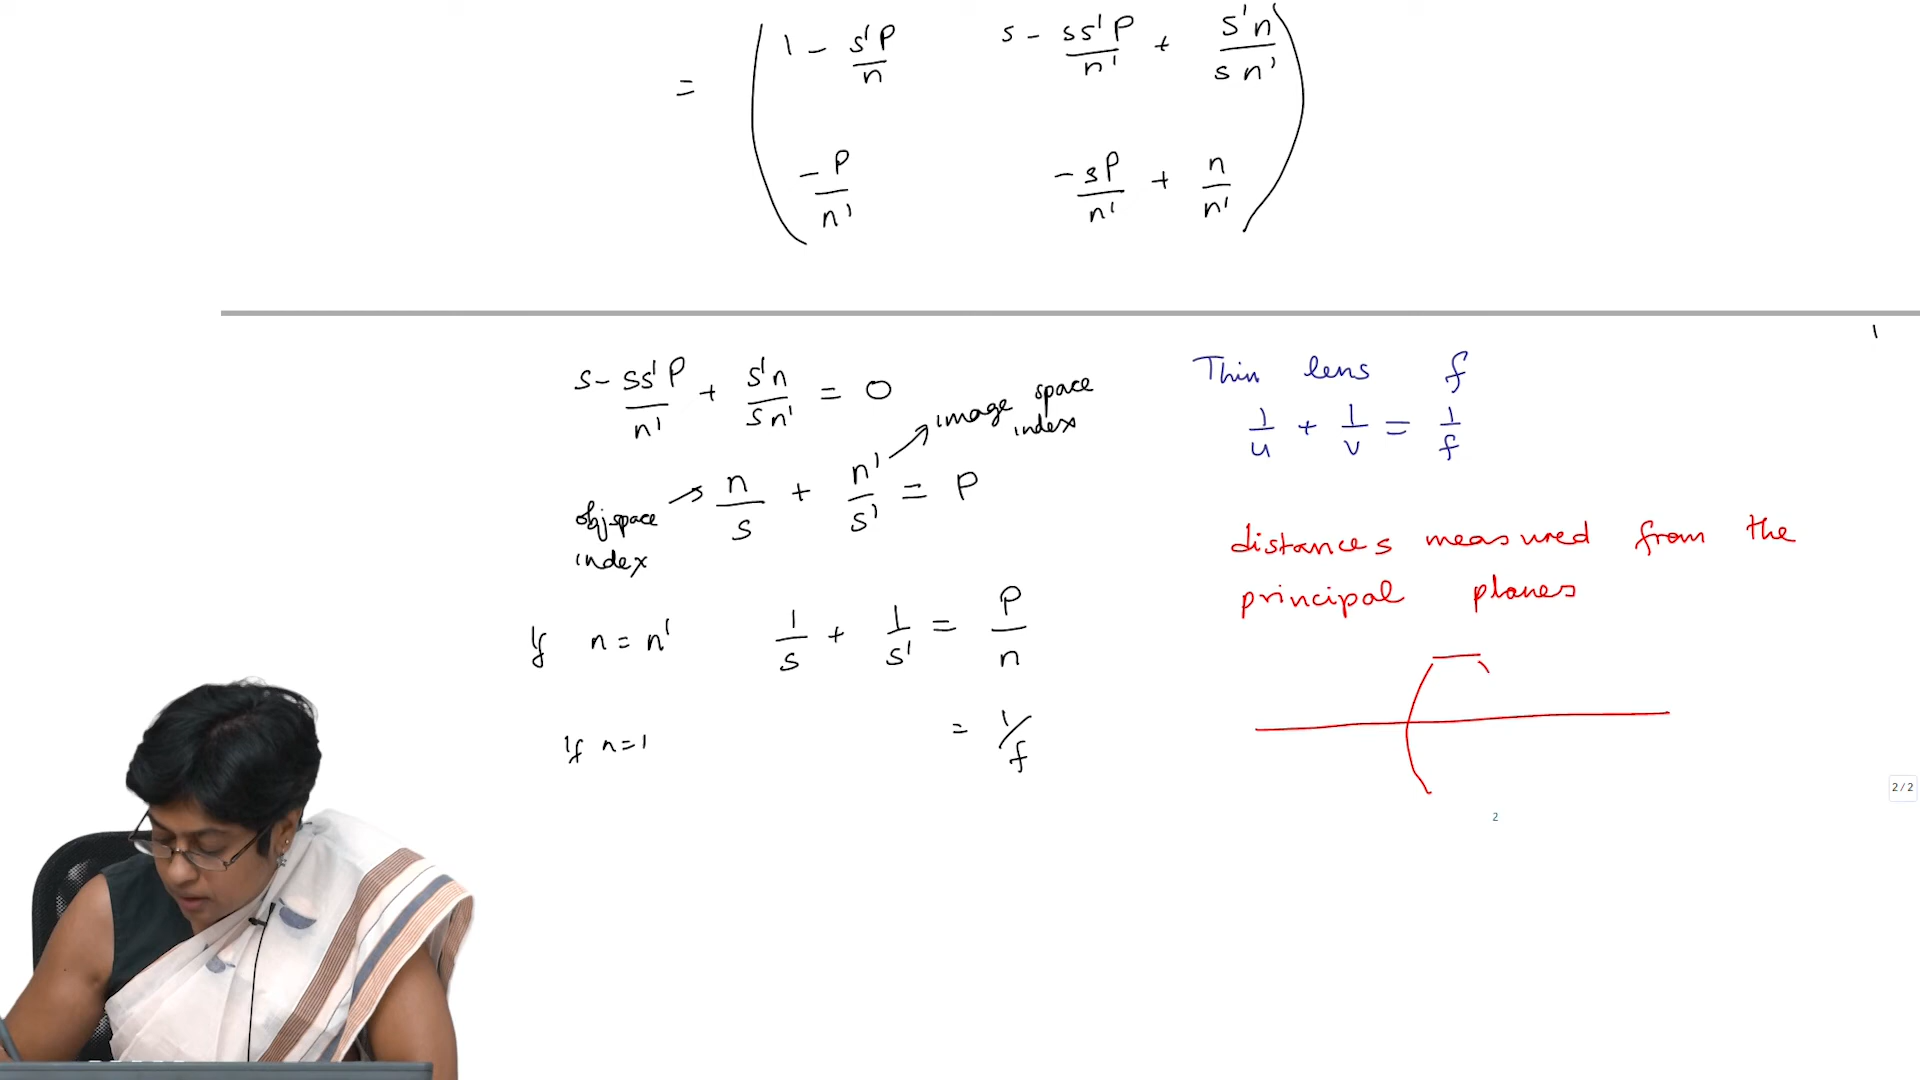 = ( 1 - s'P/n    s - ss'P/n' + s'n/sn'
-P/n'    -sP/n' + n/n' )
1
s - ss'P/n' + s'n/sn' = 0
image space
index
n/s + n'/s' = P
obj space
index
If n = n'    1/s + 1/s' = P/n
If n=1    = 1/f
Thin lens f
1/u + 1/v = 1/f
distances measured from the
principal planes
2/2
2